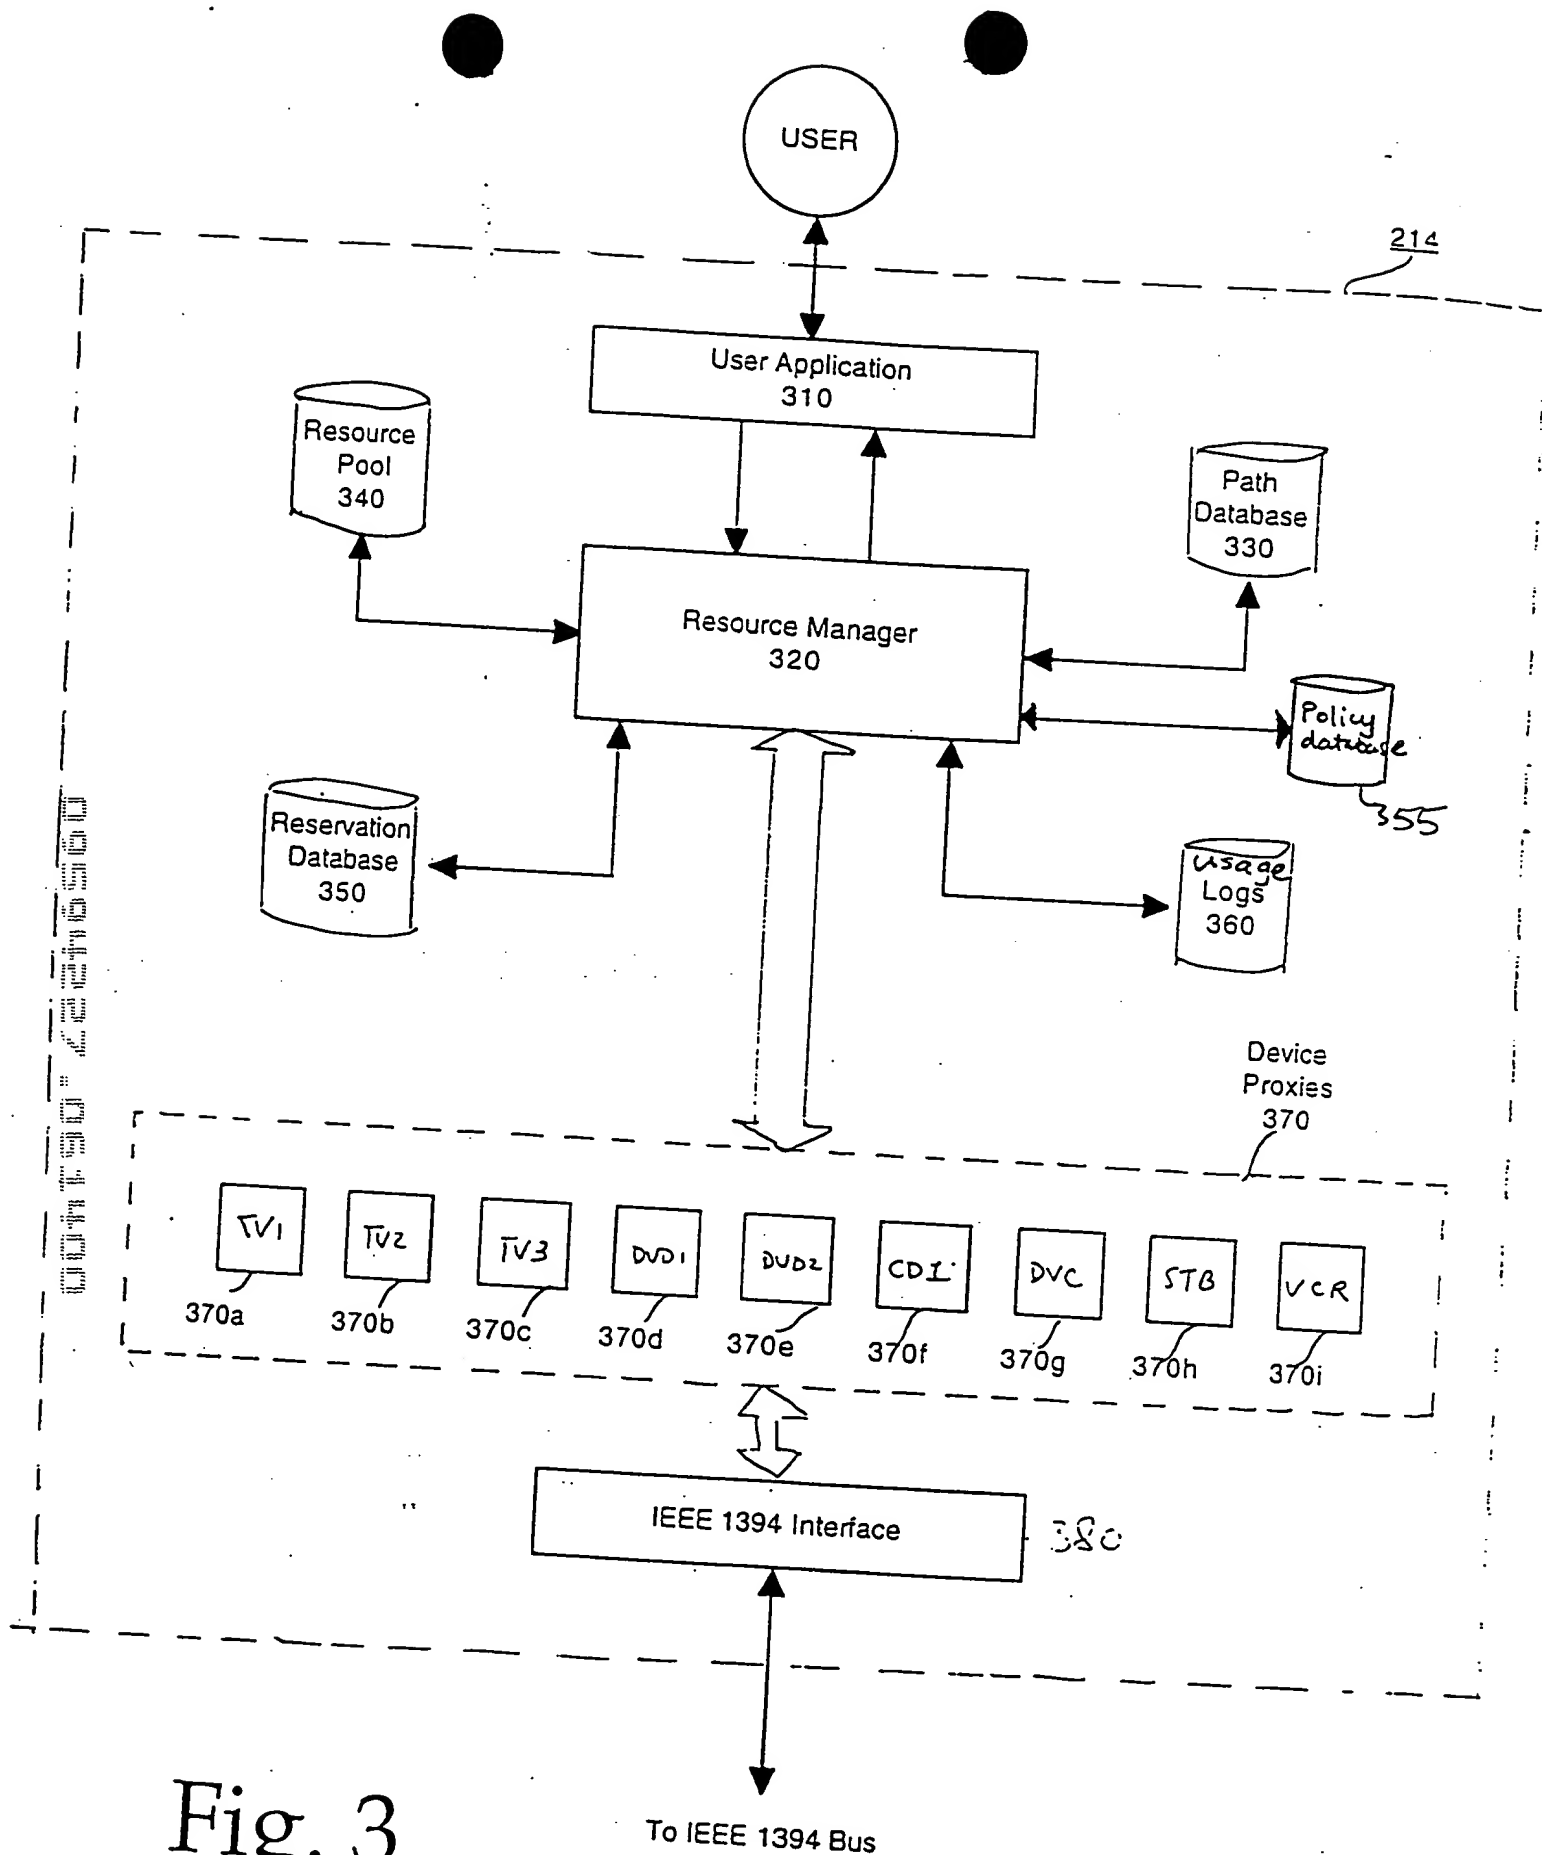 USER
214
User Application
310
Resource
Pool
340
Path
Database
330
Resource Manager
320
Policy
database
355
Reservation
Database
350
usage
Logs
360
09594227 . 061400
Device
Proxies
370
TV1
TV2
TV3
DVD1
DVD2
CD1
DVC
STB
VCR
370a
370b
370c
370d
370e
370f
370g
370h
370i
IEEE 1394 Interface
380
To IEEE 1394 Bus
Fig. 3